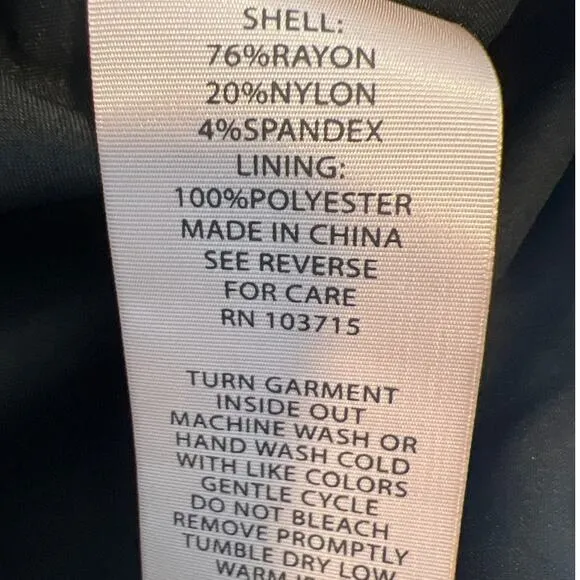 SHELL:
76%RAYON
20%NYLON
4%SPANDEX
LINING:
100%POLYESTER
MADE IN CHINA
SEE REVERSE
FOR CARE
RN 103715
TURN GARMENT
INSIDE OUT
MACHINE WASH OR
HAND WASH COLD
WITH LIKE COLORS
GENTLE CYCLE
DO NOT BLEACH
REMOVE PROMPTLY
TUMBLE DRY LOW
WARM